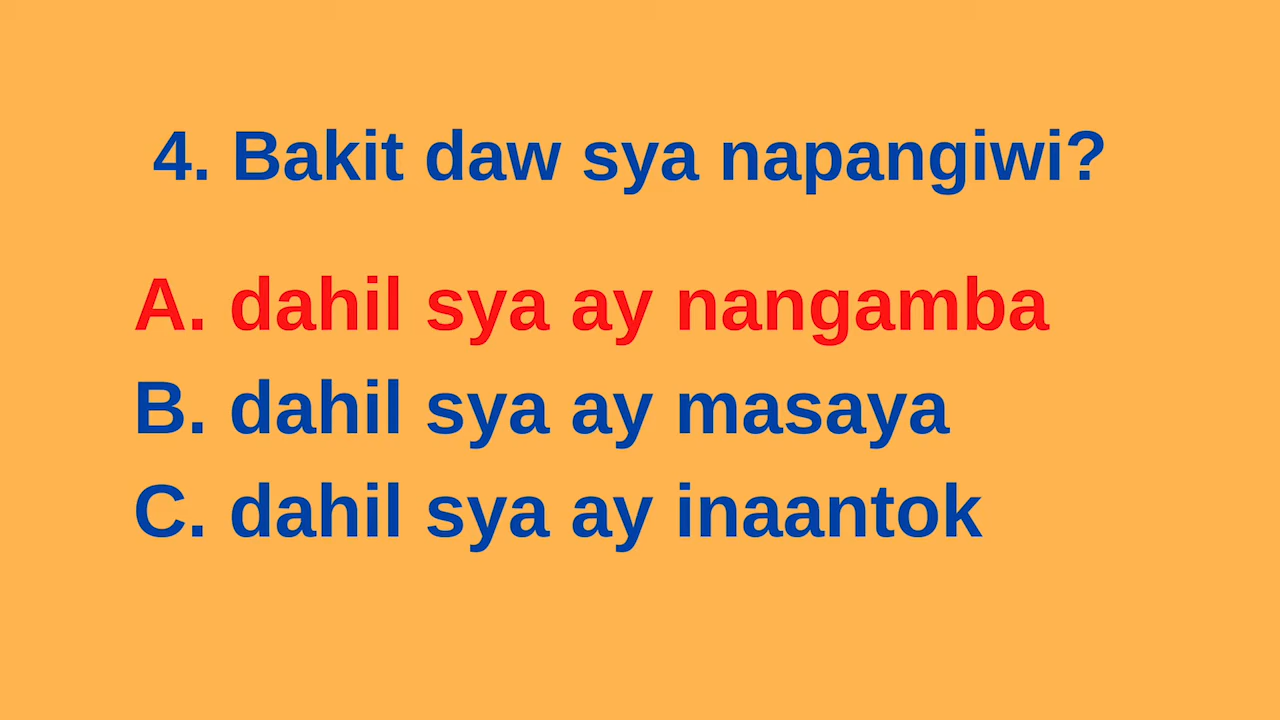 4. Bakit daw sya napangiwi?
A. dahil sya ay nangamba
B. dahil sya ay masaya
C. dahil sya ay inaantok